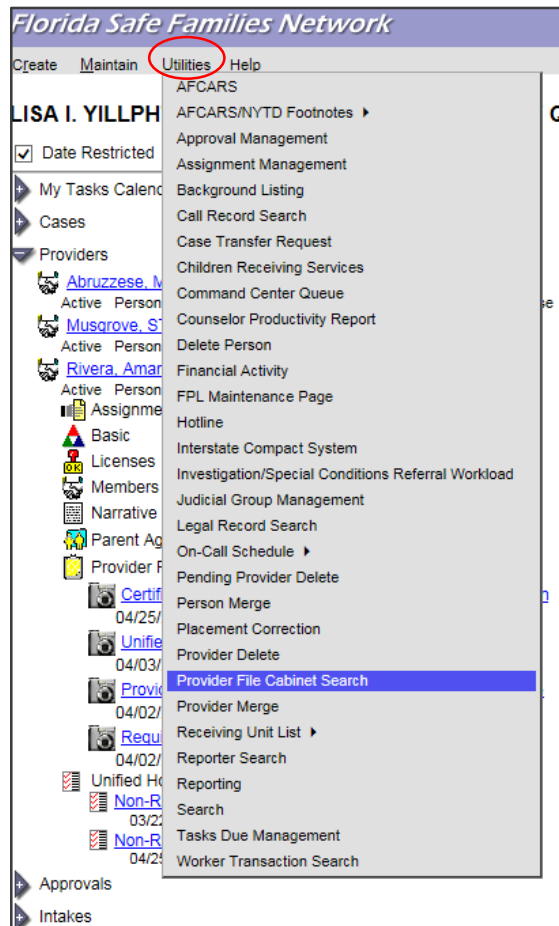 Florida Safe Families Network
Create Maintain Utilities Help
AFCARS
LISA I. YILLPH
AFCARS/NYTD Footnotes
Approval Management
Date Restricted
Assignment Management
My Tasks Calend
Background Listing
Cases
Call Record Search
Case Transfer Request
Providers
Children Receiving Services
Abruzzese, M
Command Center Queue
Active Person
Counselor Productivity Report
Musgrove, ST
Active Person
Delete Person
Rivera, Amar
Financial Activity
Active Person
FPL Maintenance Page
Assignme
Hotline
Basic
Interstate Compact System
Licenses
Investigation/Special Conditions Referral Workload
Members
Judicial Group Management
Narrative
Legal Record Search
Parent Ag
On-Call Schedule
Provider F
Pending Provider Delete
Certif
Person Merge
04/25/
Placement Correction
Unifie
Provider Delete
04/03/
Provider File Cabinet Search
Provid
Provider Merge
04/02/
Receiving Unit List
Requi
Reporter Search
04/02/
Reporting
Unified Ho
Search
Non-R
03/22
Tasks Due Management
Non-R
Worker Transaction Search
04/25
Approvals
Intakes